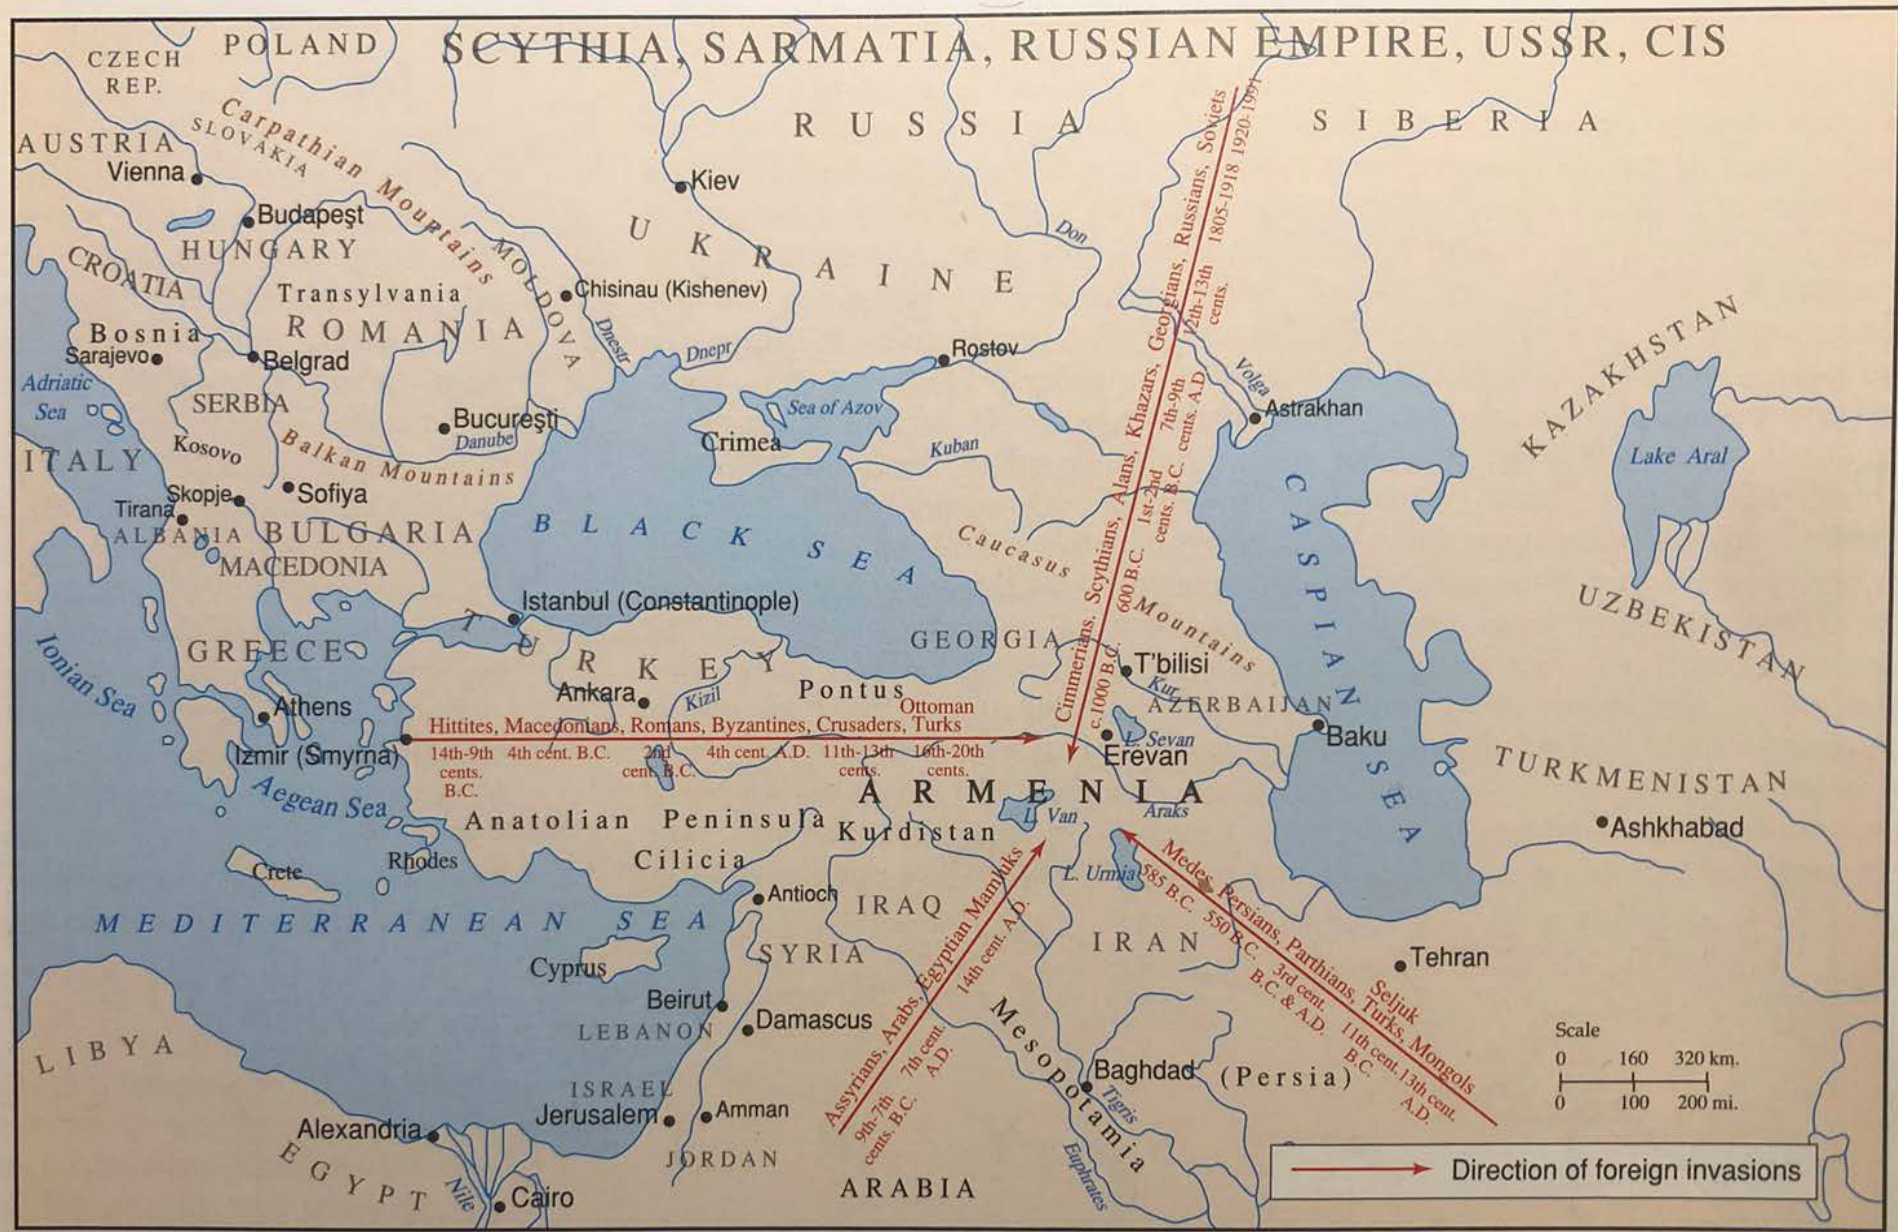 SCYTHIA, SARMATIA, RUSSIAN EMPIRE, USSR, CIS
CZECH
REP.
POLAND
RUSSIA
SIBERIA
AUSTRIA
SLOVAKIA
Carpathian Mountains
Vienna
Kiev
Budapeşt
HUNGARY
UKRAINE
Don
CROATIA
MOLDOVA
Transylvania
Chisinau (Kishenev)
ROMANIA
Bosnia
Sarajevo
Belgrad
Dnestr
Dnepr
Rostov
Volga
KAZAKHSTAN
Adriatic
Sea
SERBIA
Bucureşti
Danube
Sea of Azov
Astrakhan
Crimea
Kuban
Kosovo
Balkan Mountains
ITALY
Lake Aral
Skopje
Sofiya
Tirana
ALBANIA
BULGARIA
MACEDONIA
BLACK SEA
Caucasus
Mountains
CASPIAN SEA
Istanbul (Constantinople)
UZBEKISTAN
GREECE
TURKEY
GEORGIA
T'bilisi
Kur
Ionian Sea
Ankara
Kizil
Pontus
AZERBAIJAN
Athens
Baku
Izmir (Smyrna)
Ottoman
Hittites, Macedonians, Romans, Byzantines, Crusaders, Turks
14th-9th
cents.
B.C.
4th cent. B.C.
2nd
cent. B.C.
4th cent. A.D.
11th-13th
cents.
16th-20th
cents.
Cimmerians, Scythians, Alans, Khazars, Georgians, Russians, Soviets
c.1000 B.C.
600 B.C.
1st-2nd
cents. B.C.
7th-9th
cents. A.D
12th-13th
cents.
1805-1918
1920-1991
L. Sevan
Erevan
TURKMENISTAN
Aegean Sea
ARMENIA
L. Van
Araks
Anatolian Peninsula
Kurdistan
Ashkhabad
Cilicia
Crete
Rhodes
L. Urmia
Antioch
IRAQ
MEDITERRANEAN SEA
SYRIA
IRAN
Tehran
Cyprus
Medes, Persians, Parthians,
Seljuk
Turks, Mongols
585 B.C.
550 B.C.
3rd cent.
B.C. & A.D.
11th cent.
B.C.
13th cent.
A.D.
Assyrians, Arabs, Egyptian Mamluks
9th-7th
cents. B.C.
7th cent.
A.D.
14th cent. A.D.
Beirut
LEBANON
Damascus
Mesopotamia
LIBYA
ISRAEL
Jerusalem
Amman
Baghdad
(Persia)
Tigris
Euphrates
Alexandria
EGYPT
Nile
Cairo
JORDAN
ARABIA
Scale
0 160 320 km.
0 100 200 mi.
Direction of foreign invasions